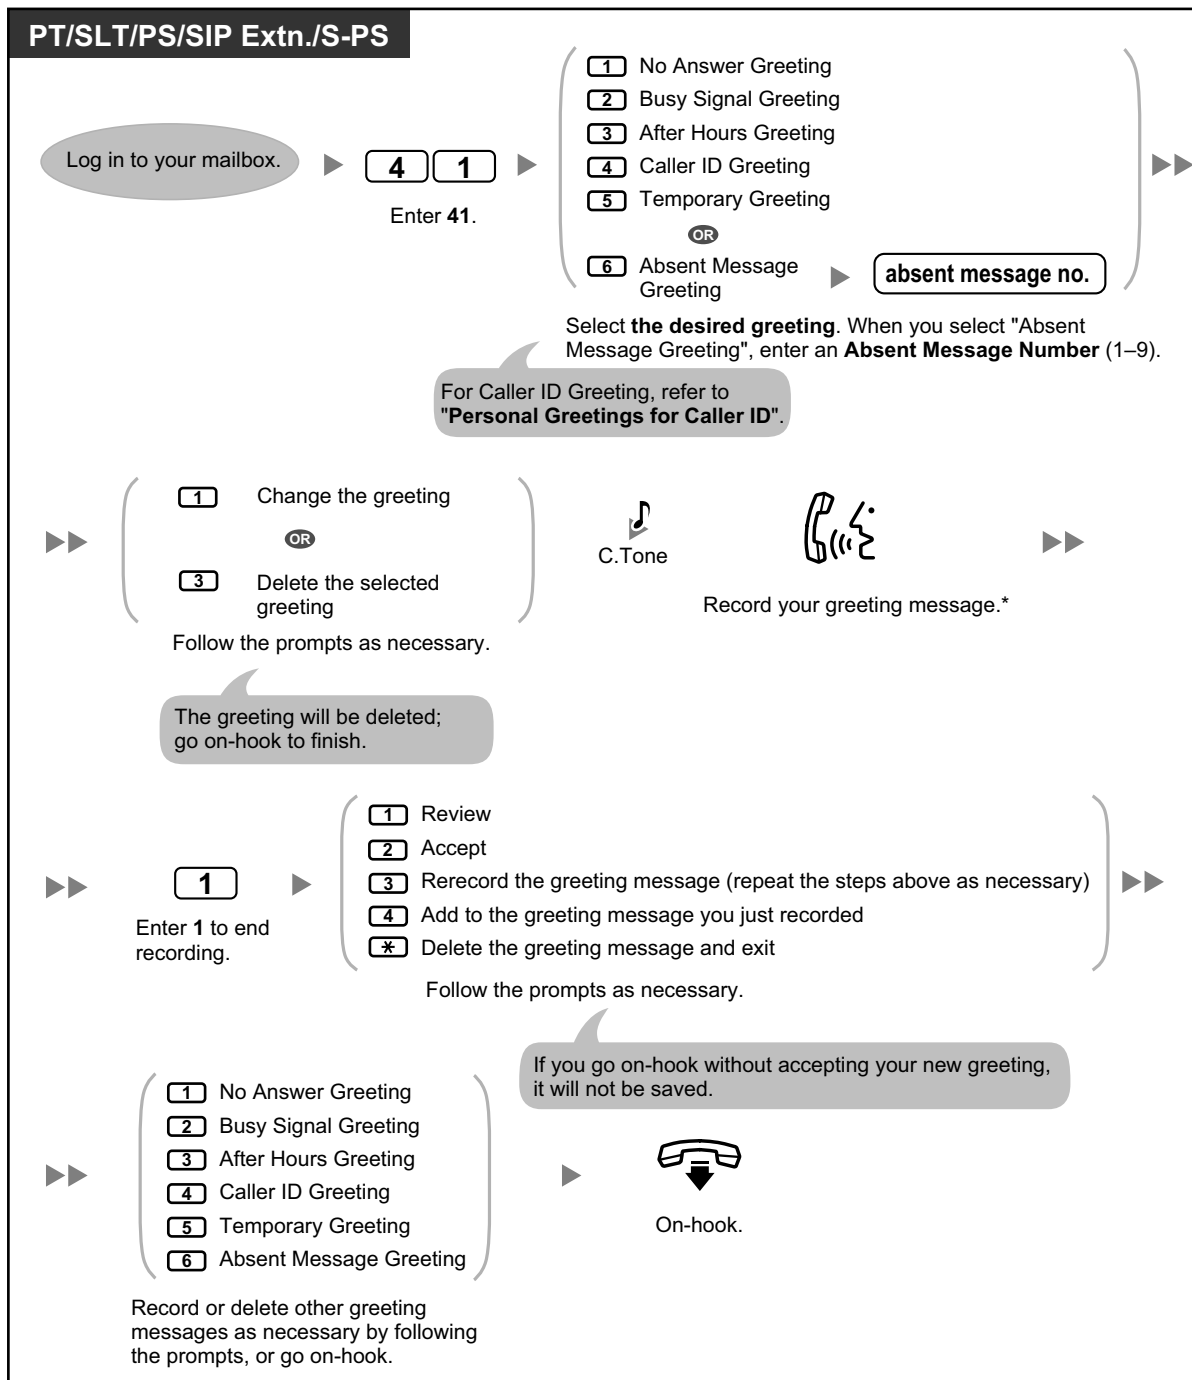 PT/SLT/PS/SIP Extn./S-PS
Log in to your mailbox.
4 1
Enter 41.
1 No Answer Greeting
2 Busy Signal Greeting
3 After Hours Greeting
4 Caller ID Greeting
5 Temporary Greeting
OR
6 Absent Message
Greeting
absent message no.
Select the desired greeting. When you select "Absent
Message Greeting", enter an Absent Message Number (1–9).
For Caller ID Greeting, refer to
"Personal Greetings for Caller ID".
1 Change the greeting
OR
3 Delete the selected
greeting
Follow the prompts as necessary.
The greeting will be deleted;
go on-hook to finish.
C.Tone
Record your greeting message.*
1
Enter 1 to end
recording.
1 Review
2 Accept
3 Rerecord the greeting message (repeat the steps above as necessary)
4 Add to the greeting message you just recorded
* Delete the greeting message and exit
Follow the prompts as necessary.
If you go on-hook without accepting your new greeting,
it will not be saved.
1 No Answer Greeting
2 Busy Signal Greeting
3 After Hours Greeting
4 Caller ID Greeting
5 Temporary Greeting
6 Absent Message Greeting
Record or delete other greeting
messages as necessary by following
the prompts, or go on-hook.
On-hook.